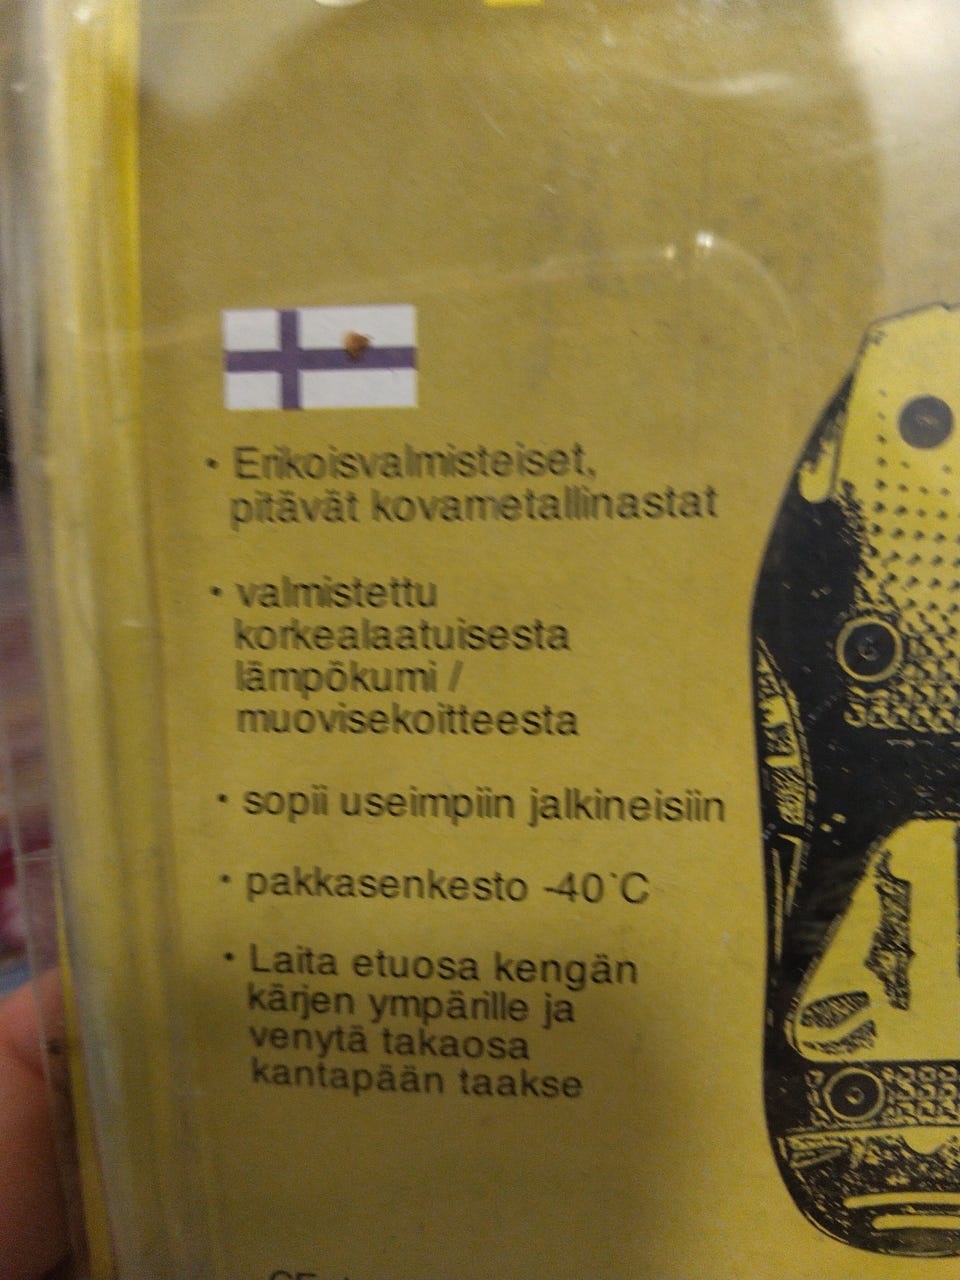 • Erikoisvalmisteiset,
pitävät kovametallinastat
• valmistettu
korkealaatuisesta
lämpökumi /
muovisekoitteesta
• sopii useimpiin jalkineisiin
• pakkasenkesto -40°C
• Laita etuosa kengän
kärjen ympärille ja
venytä takaosa
kantapään taakse